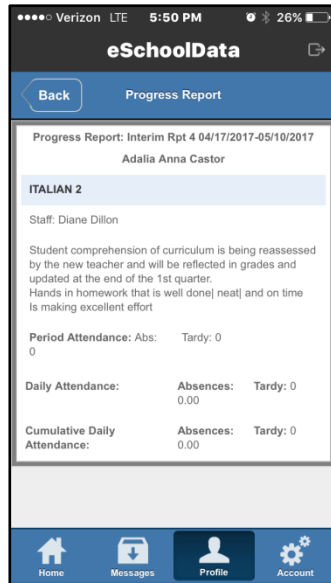 Verizon LTE 5:50 PM 26%
eSchoolData
Back Progress Report
Progress Report: Interim Rpt 4 04/17/2017-05/10/2017
Adalia Anna Castor
ITALIAN 2
Staff: Diane Dillon
Student comprehension of curriculum is being reassessed
by the new teacher and will be reflected in grades and
updated at the end of the 1st quarter.
Hands in homework that is well done| neat| and on time
Is making excellent effort
Period Attendance: Abs: Tardy: 0
0
Daily Attendance: Absences: Tardy: 0
0.00
Cumulative Daily Absences: Tardy: 0
Attendance: 0.00
Home Messages Profile Account